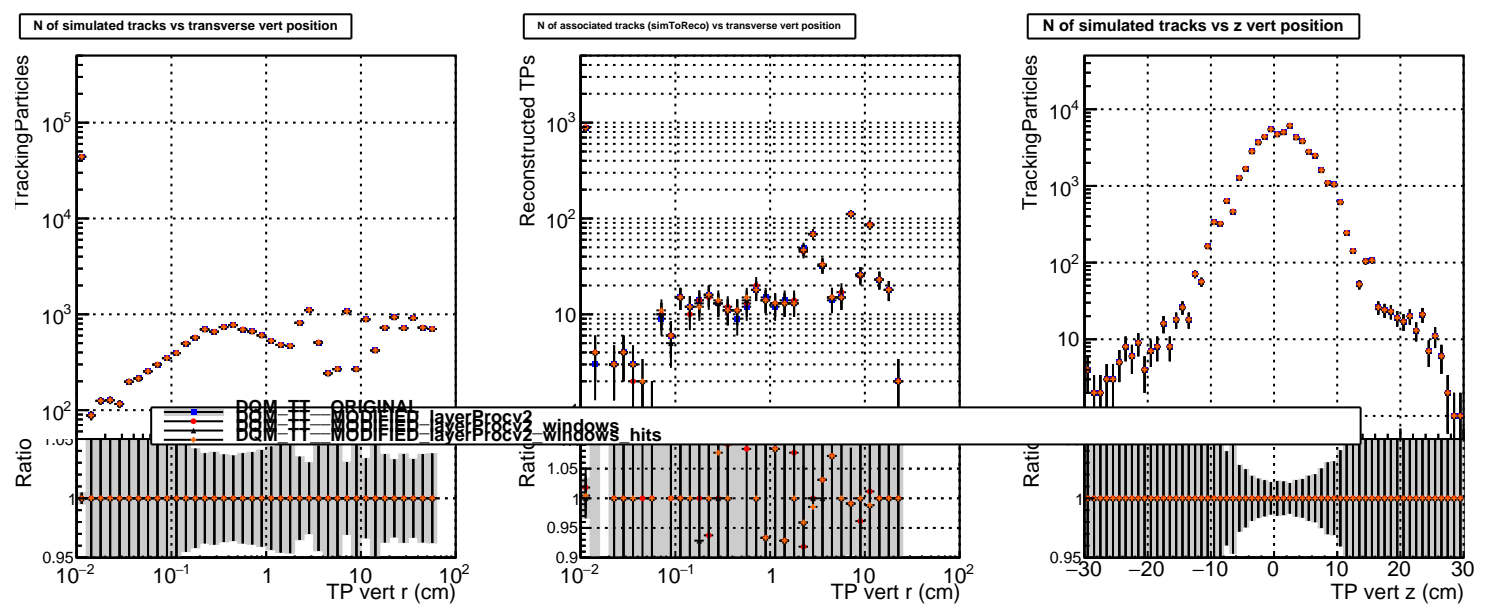 N of simulated tracks vs transverse vert position
TrackingParticles
10^5
10^4
10^3
10^2
Ratio
1.05
1
0.95
10^−2 10^−1 1 10 10^2
TP vert r (cm)
N of associated tracks (simToReco) vs transverse vert position
Reconstructed TPs
10^3
10^2
10
Ratio
1.05
1
0.95
0.9
10^−2 10^−1 1 10 10^2
TP vert r (cm)
N of simulated tracks vs z vert position
TrackingParticles
10^4
10^3
10^2
10
Ratio
1
0.95
−30 −20 −10 0 10 20 30
TP vert z (cm)
DQM_TT__ORIGINAL
DQM_TT__MODIFIED_layerProcv2
DQM_TT__MODIFIED_layerProcv2_windows
DQM_TT__MODIFIED_layerProcv2_windows_hits